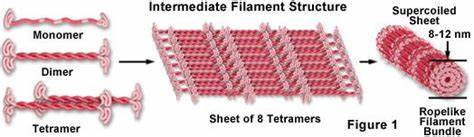 Intermediate Filament Structure
Monomer
Dimer
Tetramer
Sheet of 8 Tetramers
Supercoiled
Sheet
8-12 nm
Figure 1
Ropelike
Filament
Bundle